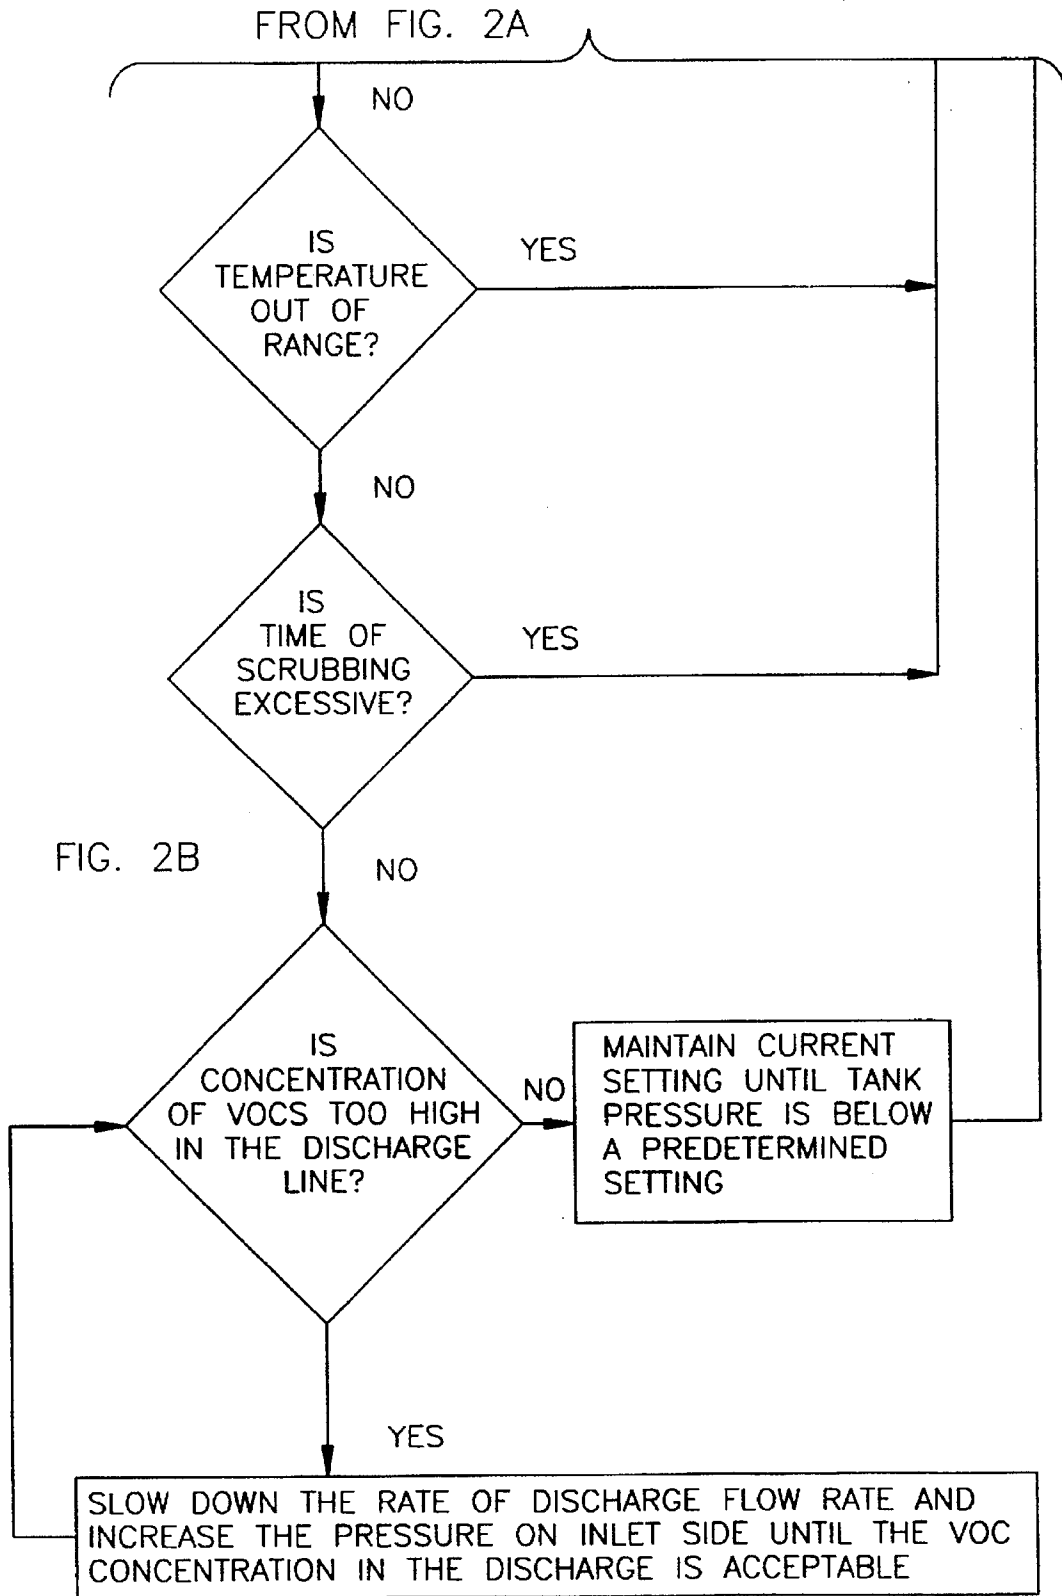 FROM FIG. 2A
NO
IS
TEMPERATURE
OUT OF
RANGE?
YES
NO
IS
TIME OF
SCRUBBING
EXCESSIVE?
YES
FIG. 2B
NO
IS
CONCENTRATION
OF VOCS TOO HIGH
IN THE DISCHARGE
LINE?
NO
MAINTAIN CURRENT
SETTING UNTIL TANK
PRESSURE IS BELOW
A PREDETERMINED
SETTING
YES
SLOW DOWN THE RATE OF DISCHARGE FLOW RATE AND
INCREASE THE PRESSURE ON INLET SIDE UNTIL THE VOC
CONCENTRATION IN THE DISCHARGE IS ACCEPTABLE